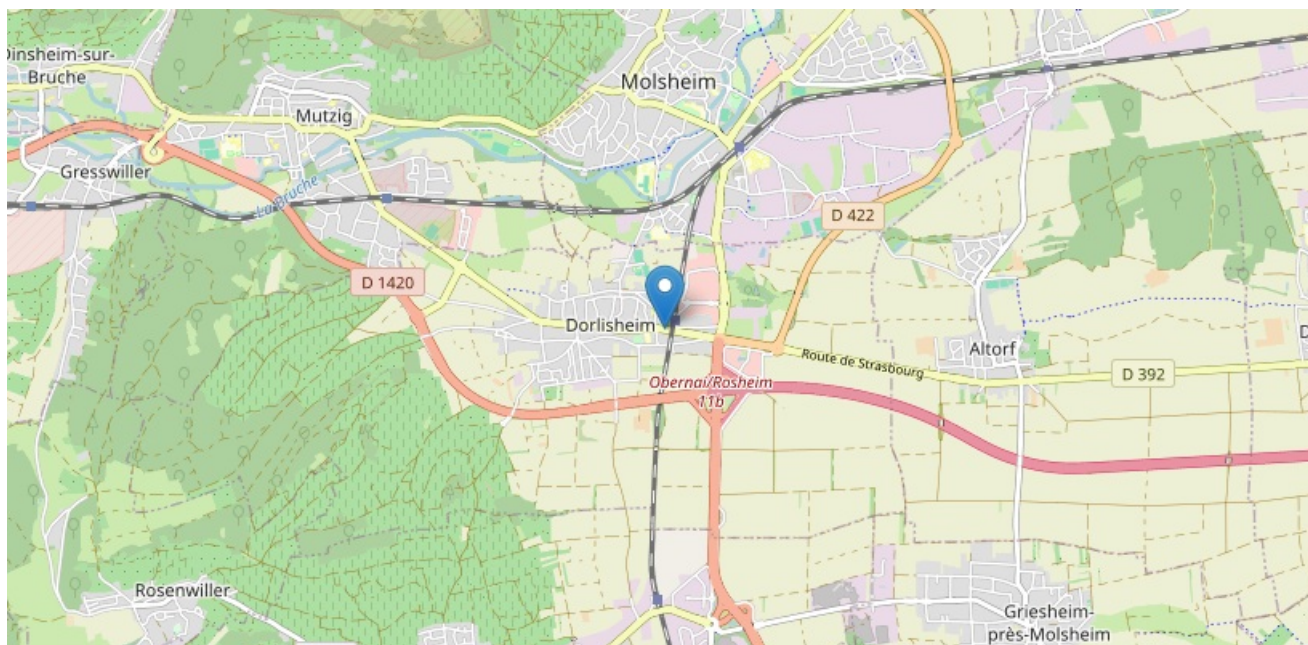 Dinsheim-sur-
Bruche
Molsheim
Mutzig
Gresswiller
La Bruche
D 422
D 1420
Dorlisheim
Altorf
Route de Strasbourg
D 392
Obernai/Rosheim
11b
Rosenwiller
Griesheim-
près-Molsheim